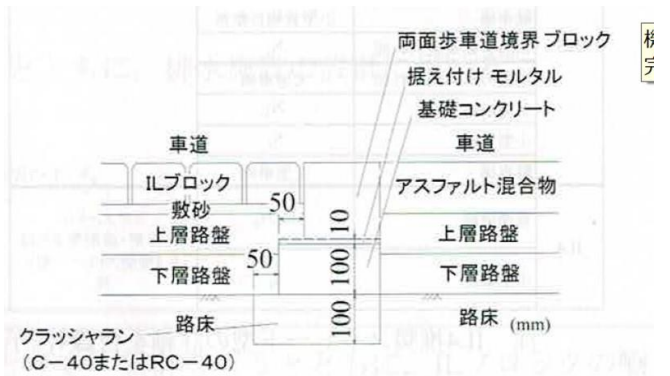 両面歩車道境界ブロック
据え付けモルタル
基礎コンクリート
機
完
車道
車道
ILブロック
アスファルト混合物
敷砂
50
10
上層路盤
上層路盤
50
100
下層路盤
下層路盤
100
路床
路床
(mm)
クラッシャラン
(C-40またはRC-40)